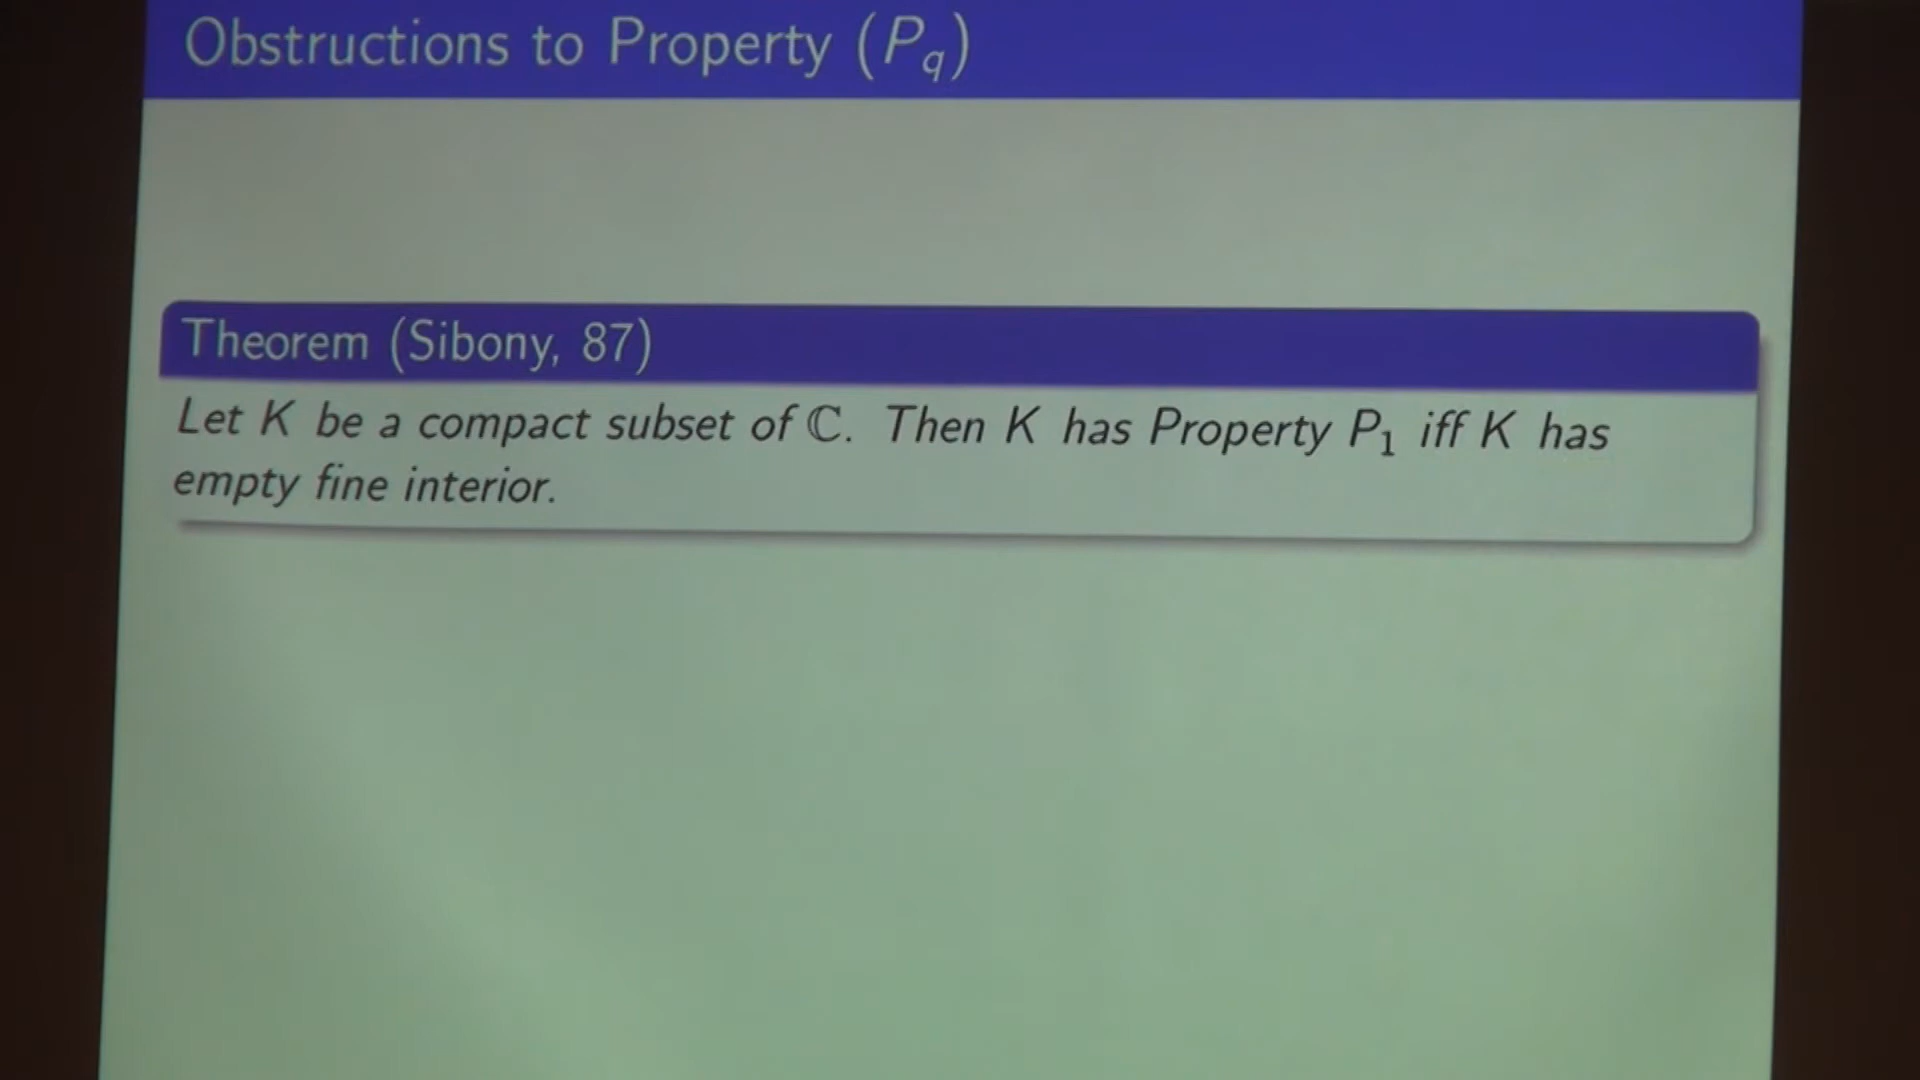 Obstructions to Property (P_q)
Theorem (Sibony, 87)
Let K be a compact subset of ℂ. Then K has Property P₁ iff K has
empty fine interior.